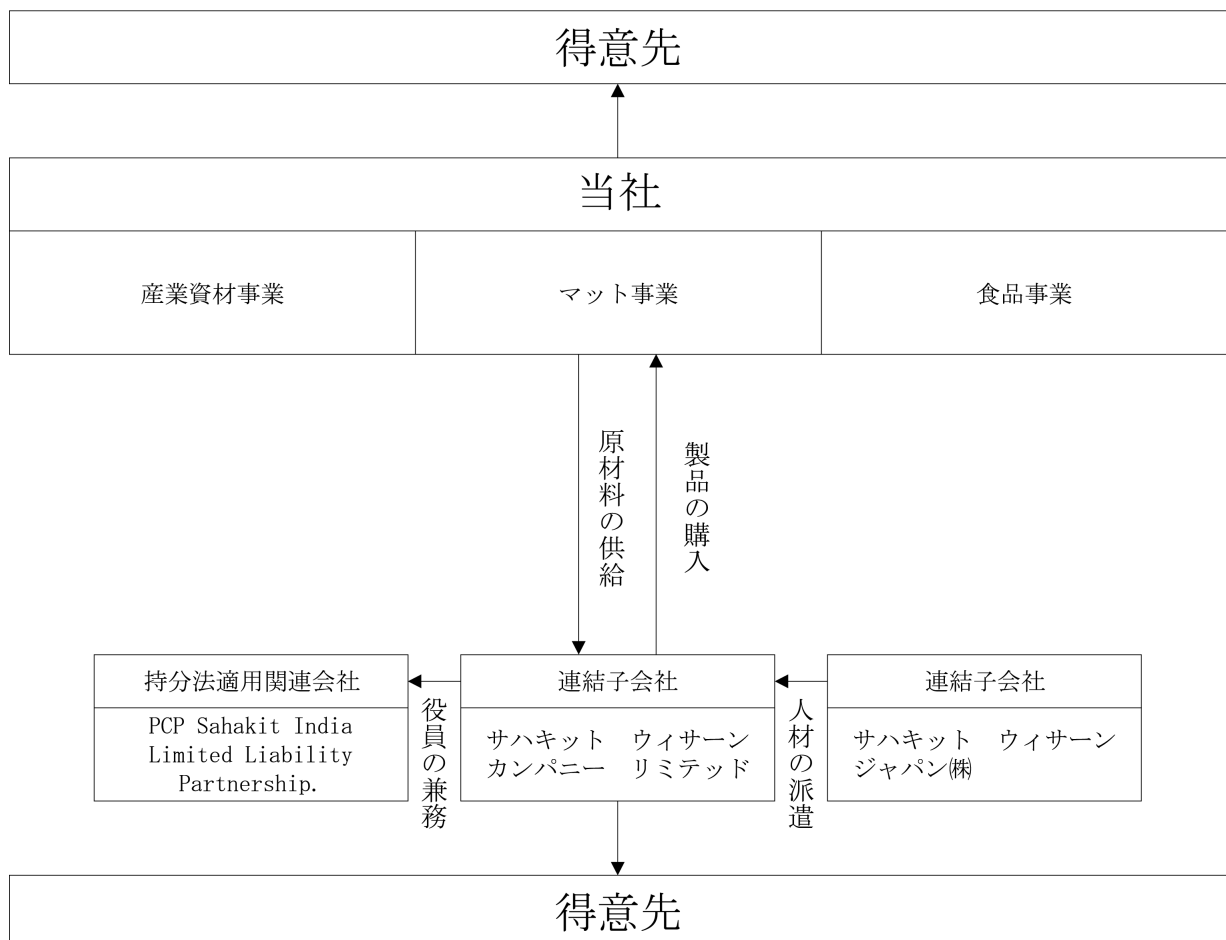 得意先
当社
産業資材事業
マット事業
食品事業
原材料の供給
製品の購入
持分法適用関連会社
PCP Sahakit India
Limited Liability
Partnership.
役員の兼務
連結子会社
サハキット　ウィサーン
カンパニー　リミテッド
人材の派遣
連結子会社
サハキット　ウィサーン
ジャパン㈱
得意先